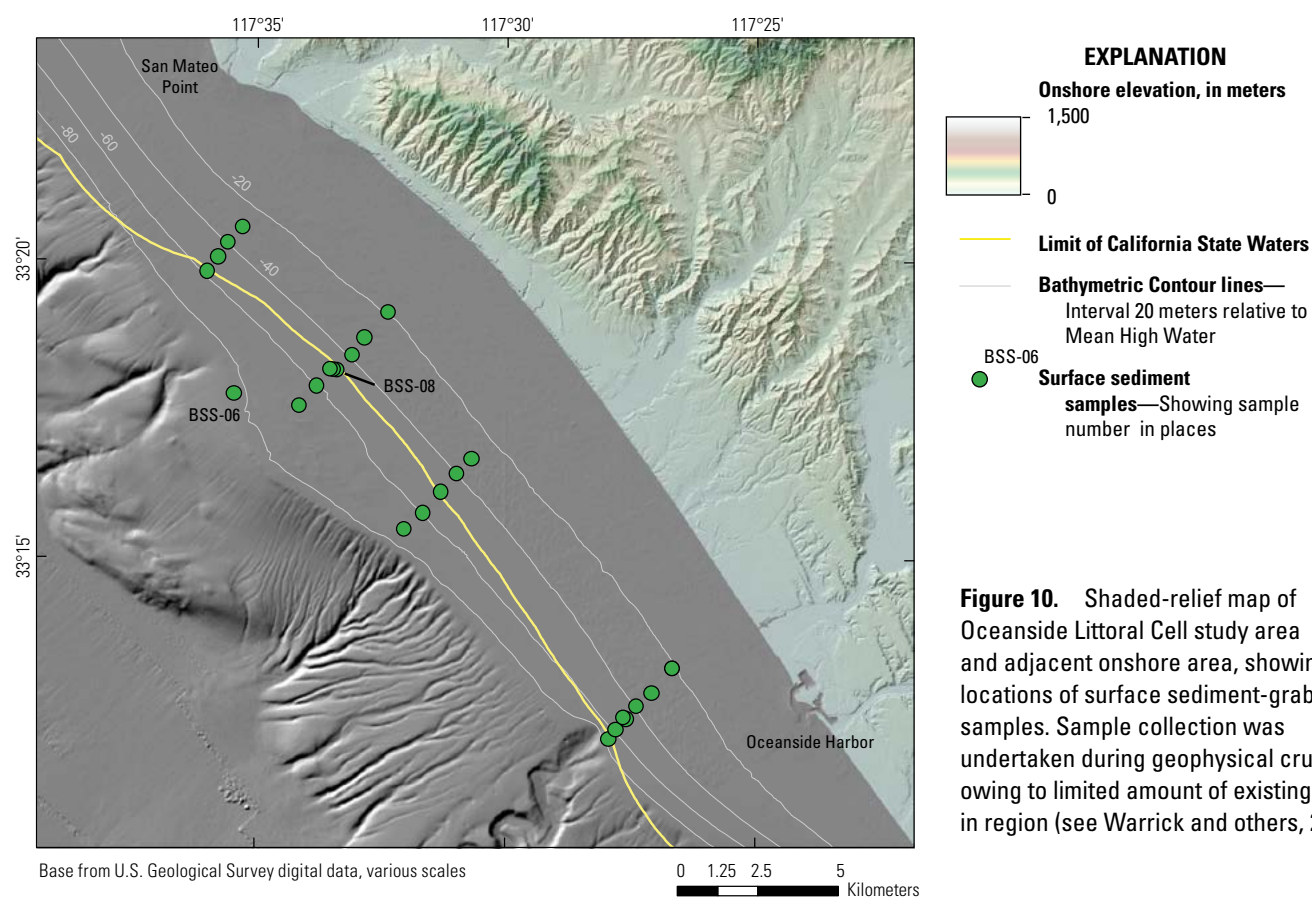 117°35'
117°30'
117°25'
San Mateo
Point
-80
-60
-20
-40
33°20'
33°15'
BSS-08
BSS-06
Oceanside Harbor
Base from U.S. Geological Survey digital data, various scales
0 1.25 2.5 5
Kilometers
EXPLANATION
Onshore elevation, in meters
1,500
0
Limit of California State Waters
Bathymetric Contour lines—
Interval 20 meters relative to
Mean High Water
BSS-06
Surface sediment
samples—Showing sample
number in places
Figure 10. Shaded-relief map of
Oceanside Littoral Cell study area
and adjacent onshore area, showin
locations of surface sediment-grab
samples. Sample collection was
undertaken during geophysical cru
owing to limited amount of existing
in region (see Warrick and others,